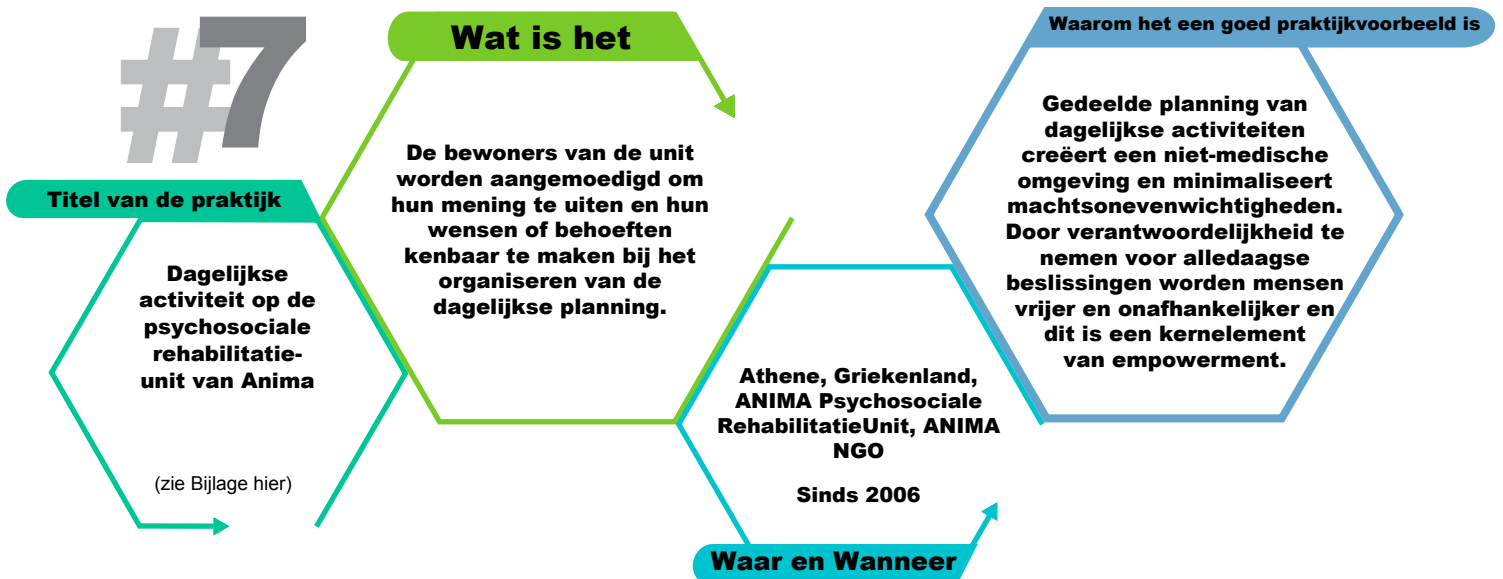 #7
Titel van de praktijk
Dagelijkse
activiteit op de
psychosociale
rehabilitatie-
unit van Anima
(zie Bijlage hier)
Wat is het
De bewoners van de unit
worden aangemoedigd om
hun mening te uiten en hun
wensen of behoeften
kenbaar te maken bij het
organiseren van de
dagelijkse planning.
Athene, Griekenland,
ANIMA Psychosociale
RehabilitatieUnit, ANIMA
NGO
Sinds 2006
Waar en Wanneer
Waarom het een goed praktijkvoorbeeld is
Gedeelde planning van
dagelijkse activiteiten
creëert een niet-medische
omgeving en minimaliseert
machtsonevenwichtigheden.
Door verantwoordelijkheid te
nemen voor alledaagse
beslissingen worden mensen
vrijer en onafhankelijker en
dit is een kernelement
van empowerment.